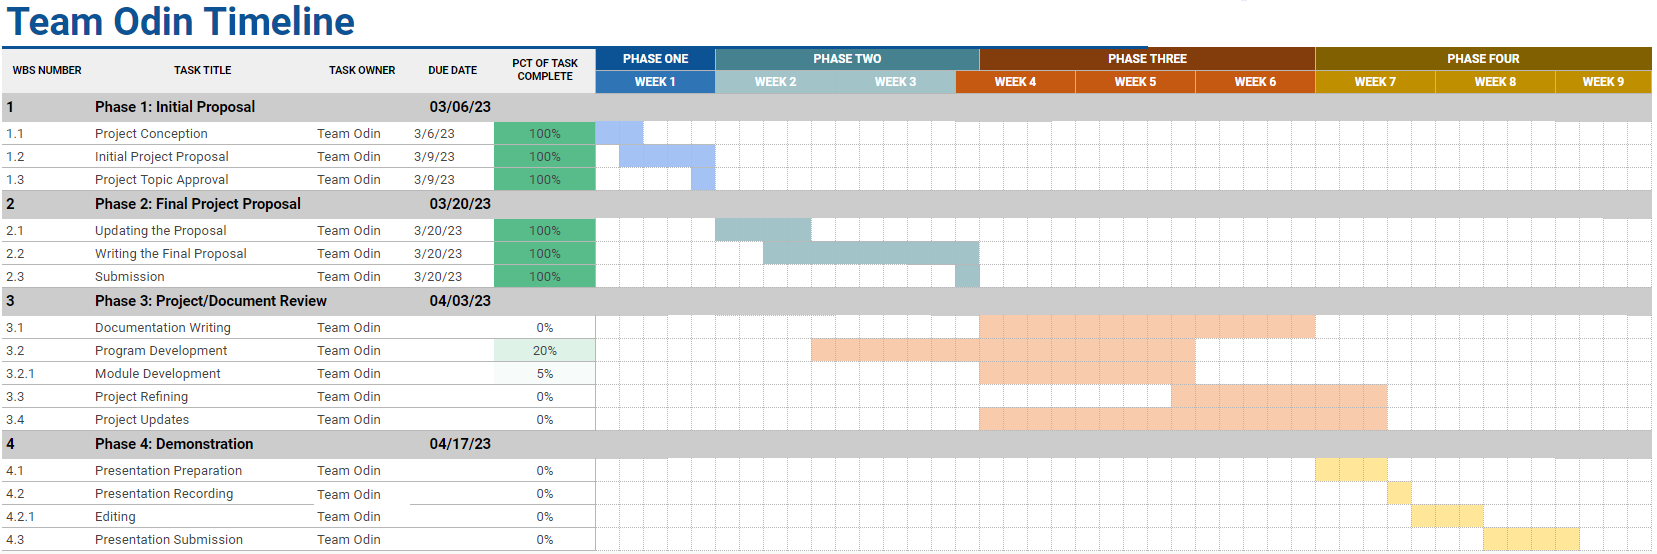 Team Odin Timeline
WBS NUMBER TASK TITLE TASK OWNER DUE DATE PCT OF TASK COMPLETE PHASE ONE PHASE TWO PHASE THREE PHASE FOUR
WEEK 1 WEEK 2 WEEK 3 WEEK 4 WEEK 5 WEEK 6 WEEK 7 WEEK 8 WEEK 9
1 Phase 1: Initial Proposal 03/06/23
1.1 Project Conception Team Odin 3/6/23 100%
1.2 Initial Project Proposal Team Odin 3/9/23 100%
1.3 Project Topic Approval Team Odin 3/9/23 100%
2 Phase 2: Final Project Proposal 03/20/23
2.1 Updating the Proposal Team Odin 3/20/23 100%
2.2 Writing the Final Proposal Team Odin 3/20/23 100%
2.3 Submission Team Odin 3/20/23 100%
3 Phase 3: Project/Document Review 04/03/23
3.1 Documentation Writing Team Odin 0%
3.2 Program Development Team Odin 20%
3.2.1 Module Development Team Odin 5%
3.3 Project Refining Team Odin 0%
3.4 Project Updates Team Odin 0%
4 Phase 4: Demonstration 04/17/23
4.1 Presentation Preparation Team Odin 0%
4.2 Presentation Recording Team Odin 0%
4.2.1 Editing Team Odin 0%
4.3 Presentation Submission Team Odin 0%